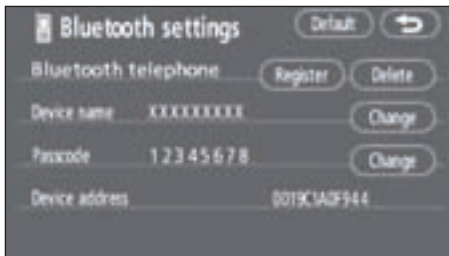 Bluetooth settings Default
Bluetooth telephone Register Delete
Device name XXXXXXXXX Change
Passcode 12345678 Change
Device address 0019C1A0F944